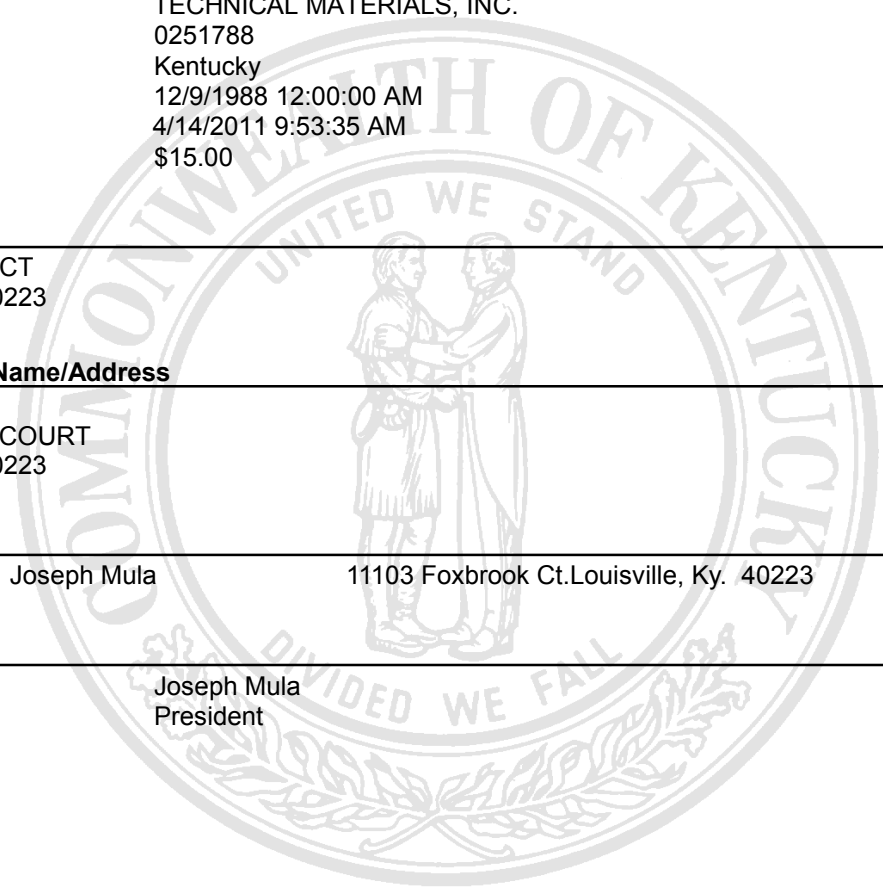 TECHNICAL MATERIALS, INC.
0251788
Kentucky
12/9/1988 12:00:00 AM
4/14/2011 9:53:35 AM
$15.00
COMMONWEALTH OF KENTUCKY
UNITED WE STAND
CT
0223
Name/Address
COURT
0223
Joseph Mula 11103 Foxbrook Ct.Louisville, Ky. 40223
DIVIDED WE FALL
Joseph Mula
President